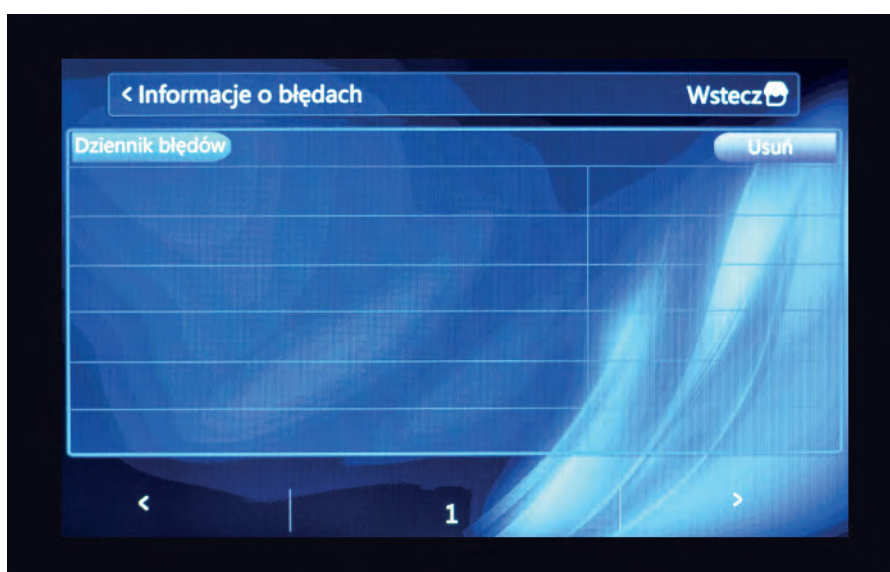 < Informacje o błędach Wstecz
Dziennik błędów Usuń
< 1 >